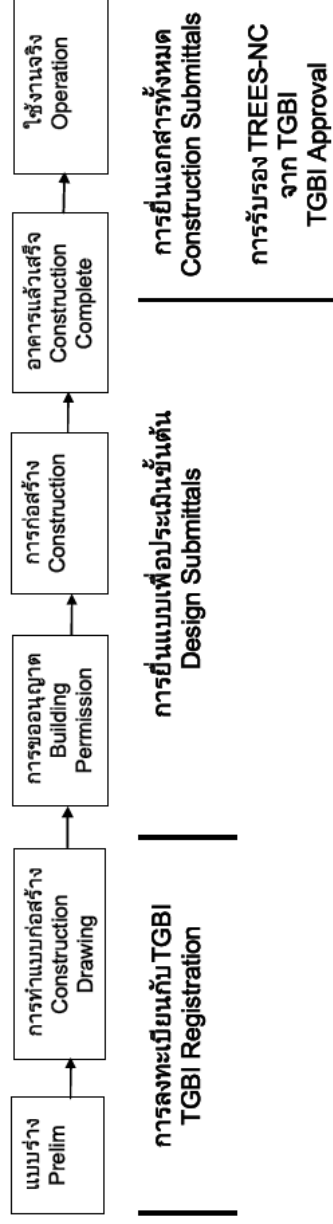 แบบร่าง
Prelim
การทำแบบก่อสร้าง
Construction
Drawing
การขออนุญาต
Building
Permission
การก่อสร้าง
Construction
อาคารแล้วเสร็จ
Construction
Complete
ใช้งานจริง
Operation
การลงทะเบียนกับTGBI
TGBI Registration
การยื่นแบบเพื่อประเมินขั้นต้น
Design Submittals
การยื่นเอกสารทั้งหมด
Construction Submittals
การรับรอง TREES-NC
จาก TGBI
TGBI Approval